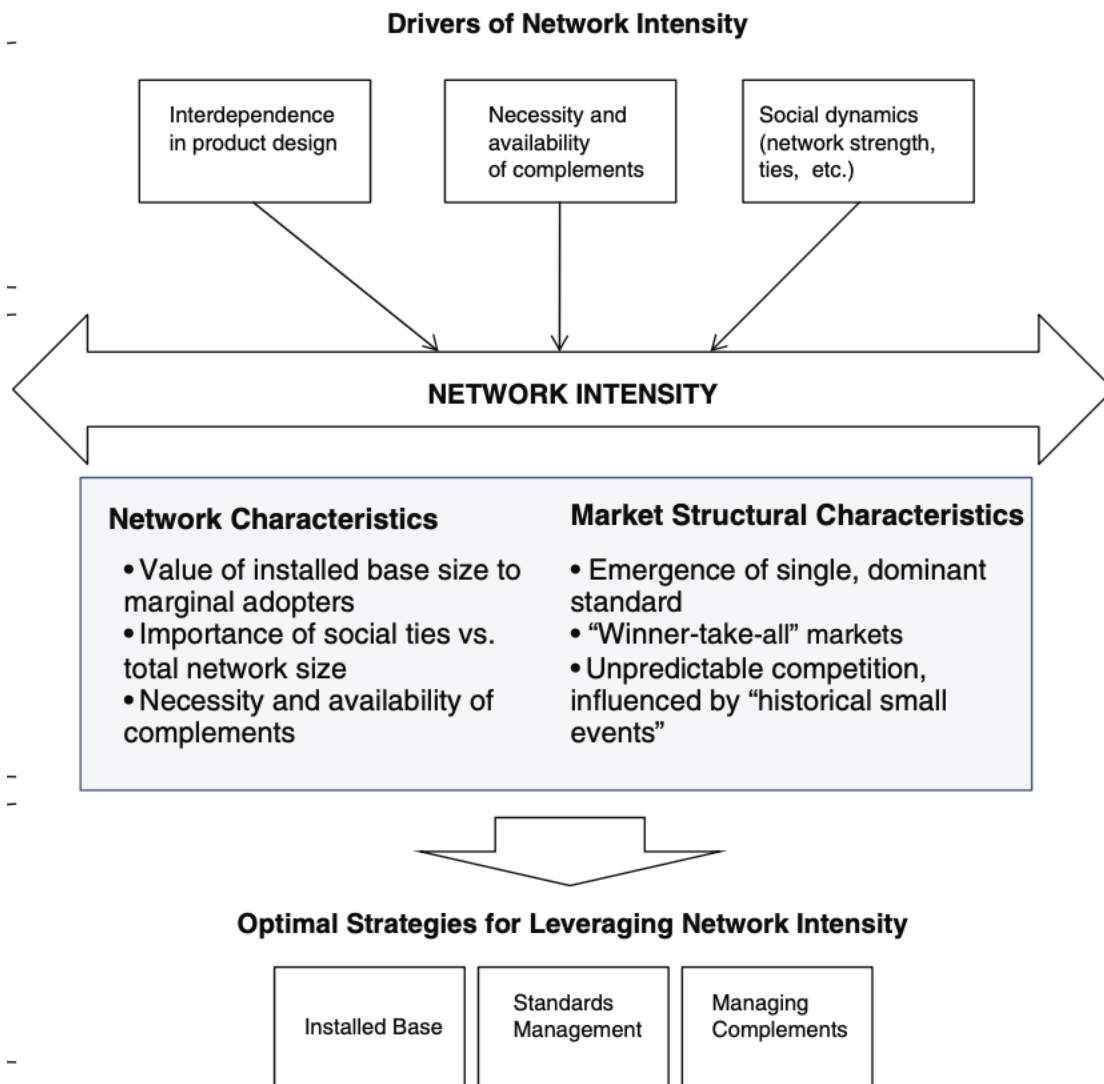 Drivers of Network Intensity
Interdependence
in product design
Necessity and
availability
of complements
Social dynamics
(network strength,
ties, etc.)
NETWORK INTENSITY
Network Characteristics
• Value of installed base size to
marginal adopters
• Importance of social ties vs.
total network size
• Necessity and availability of
complements
Market Structural Characteristics
• Emergence of single, dominant
standard
• “Winner-take-all” markets
• Unpredictable competition,
influenced by “historical small
events”
Optimal Strategies for Leveraging Network Intensity
Installed Base
Standards
Management
Managing
Complements